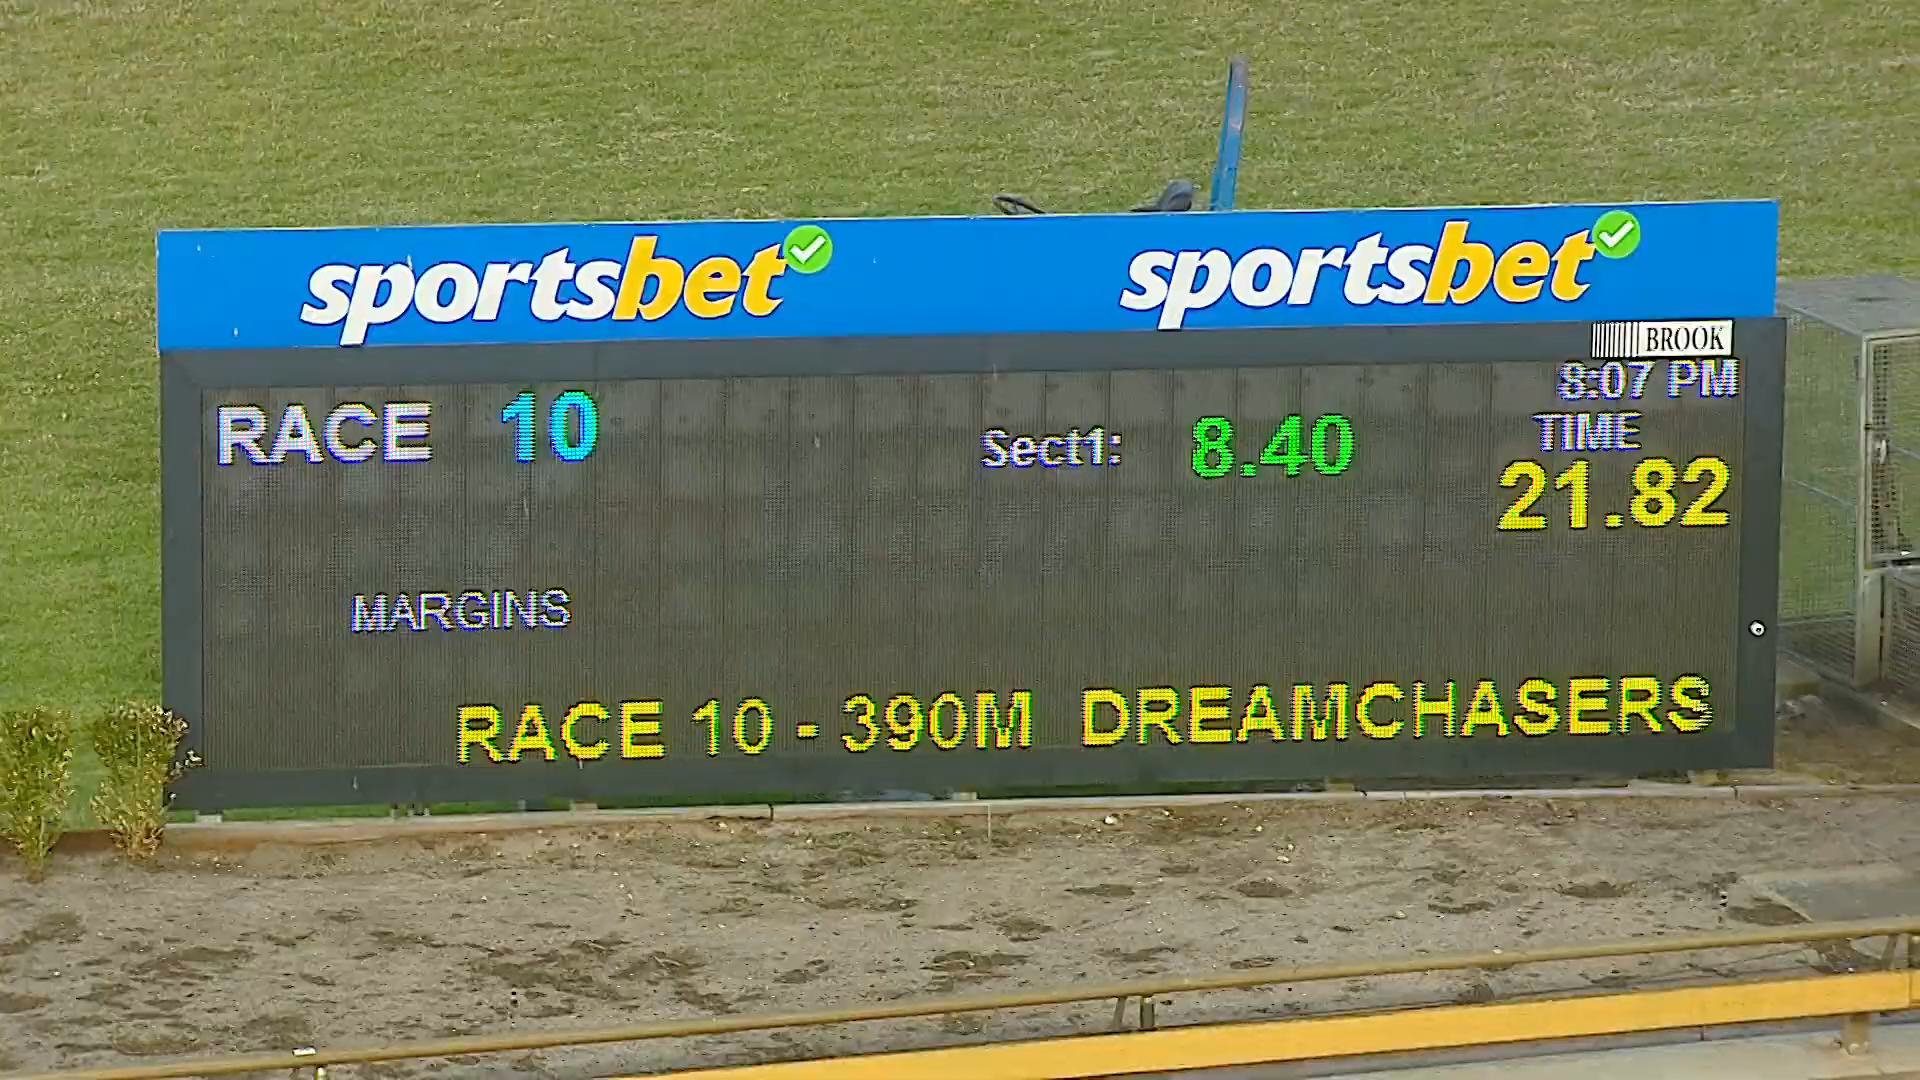 sportsbet sportsbet
BROOK
8:07 PM
RACE 10 Sect1: 8.40 TIME
21.82
MARGINS
RACE 10 - 390M DREAMCHASERS